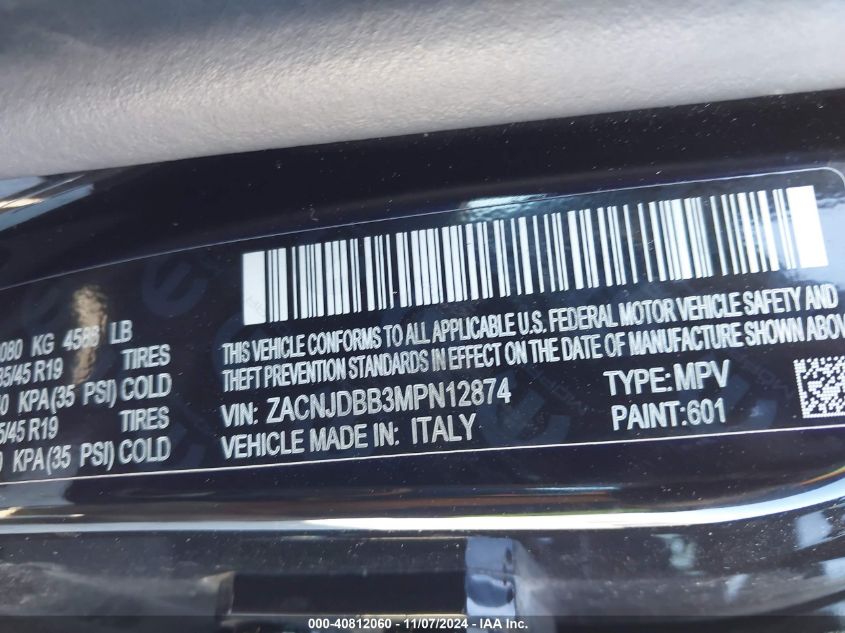 080 KG 4588 LB
35/45 R19 TIRES
0 KPA(35 PSI) COLD
5/45 R19 TIRES
0 KPA(35 PSI) COLD
THIS VEHICLE CONFORMS TO ALL APPLICABLE U.S. FEDERAL MOTOR VEHICLE SAFETY AND
THEFT PREVENTION STANDARDS IN EFFECT ON THE DATE OF MANUFACTURE SHOWN ABOV
VIN: ZACNJDBB3MPN12874 TYPE:MPV
VEHICLE MADE IN: ITALY PAINT:601
000-40812060 - 11/07/2024 - IAA Inc.